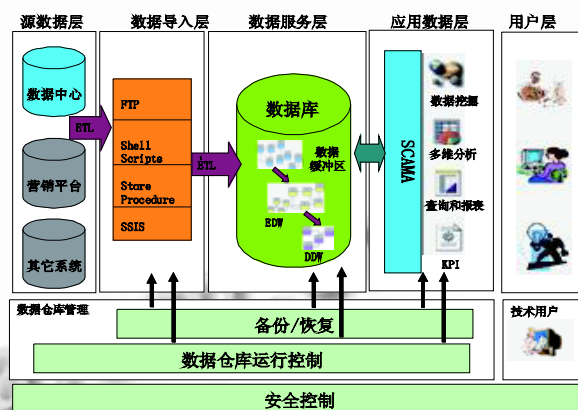 源数据层
数据导入层
数据服务层
应用数据层
用户层
数据中心
营销平台
其它系统
ETL
FTP
Shell
Scripts
Store
Procedure
SSIS
ETL
数据库
数据
缓冲区
EDW
DDW
SCAMA
数据挖掘
多维分析
查询和报表
KPI
数据仓库管理
技术用户
备份/恢复
数据仓库运行控制
安全控制